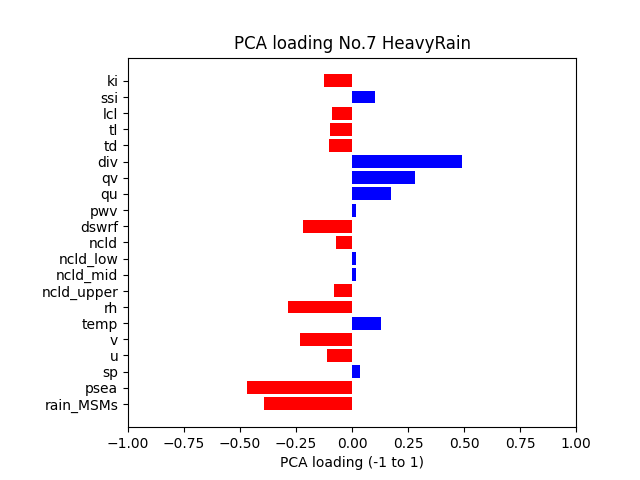 PCA loading No.7 HeavyRain
ki
ssi
lcl
tl
td
div
qv
qu
pwv
dswrf
ncld
ncld_low
ncld_mid
ncld_upper
rh
temp
v
u
sp
psea
rain_MSMs
−1.00 −0.75 −0.50 −0.25 0.00 0.25 0.50 0.75 1.00
PCA loading (-1 to 1)